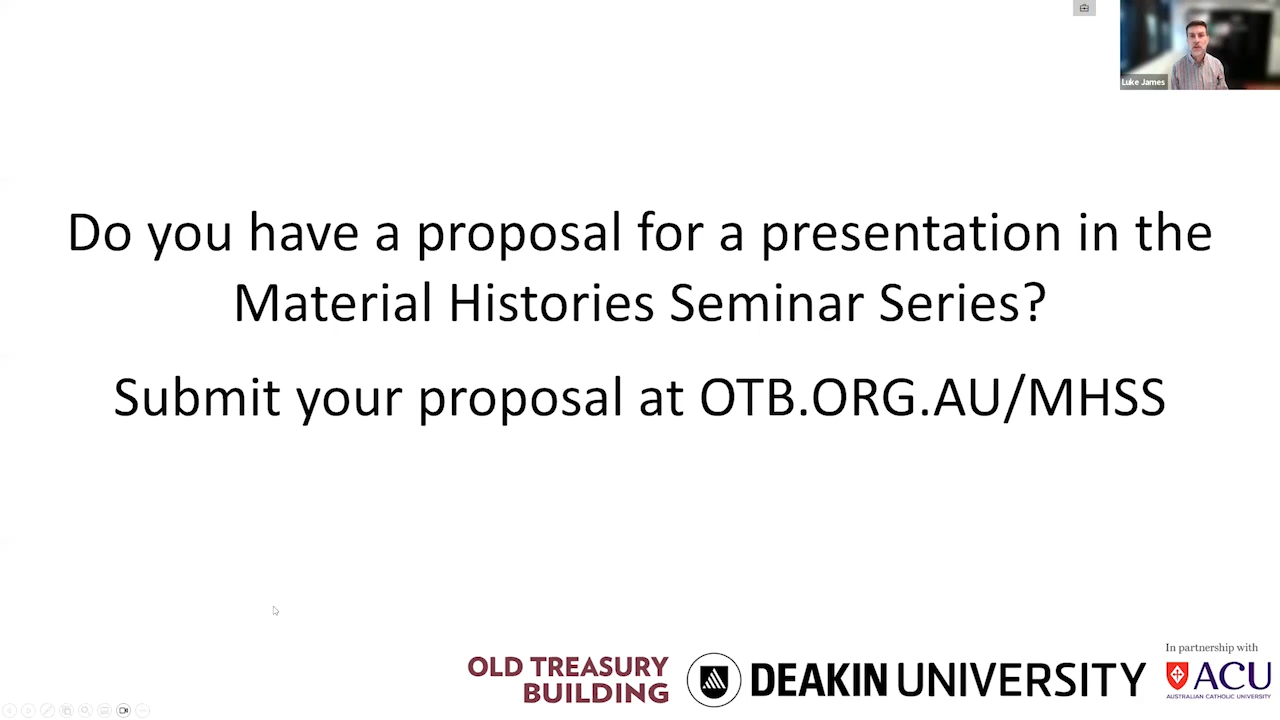 Luke James
Do you have a proposal for a presentation in the
Material Histories Seminar Series?
Submit your proposal at OTB.ORG.AU/MHSS
OLD TREASURY
BUILDING
DEAKIN UNIVERSITY
In partnership with
ACU
AUSTRALIAN CATHOLIC UNIVERSITY